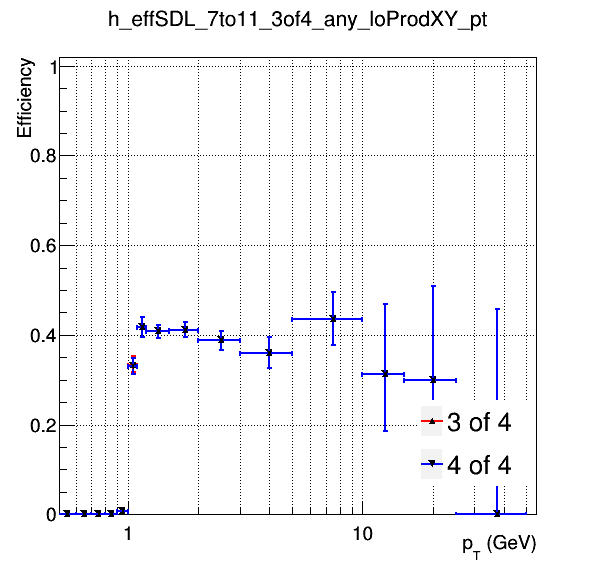 h_effSDL_7to11_3of4_any_loProdXY_pt
Efficiency
1
0.8
0.6
0.4
0.2
0
3 of 4
4 of 4
1
10
p_T (GeV)